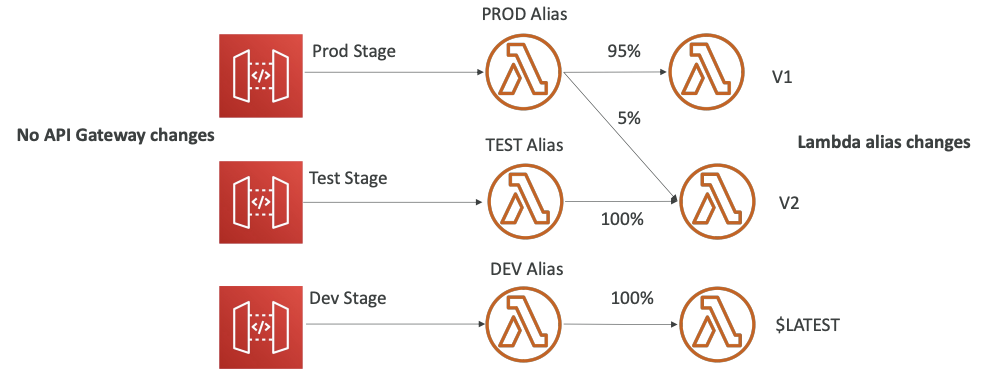 PROD Alias
Prod Stage
95%
V1
5%
No API Gateway changes
Lambda alias changes
TEST Alias
Test Stage
100%
V2
DEV Alias
Dev Stage
100%
$LATEST